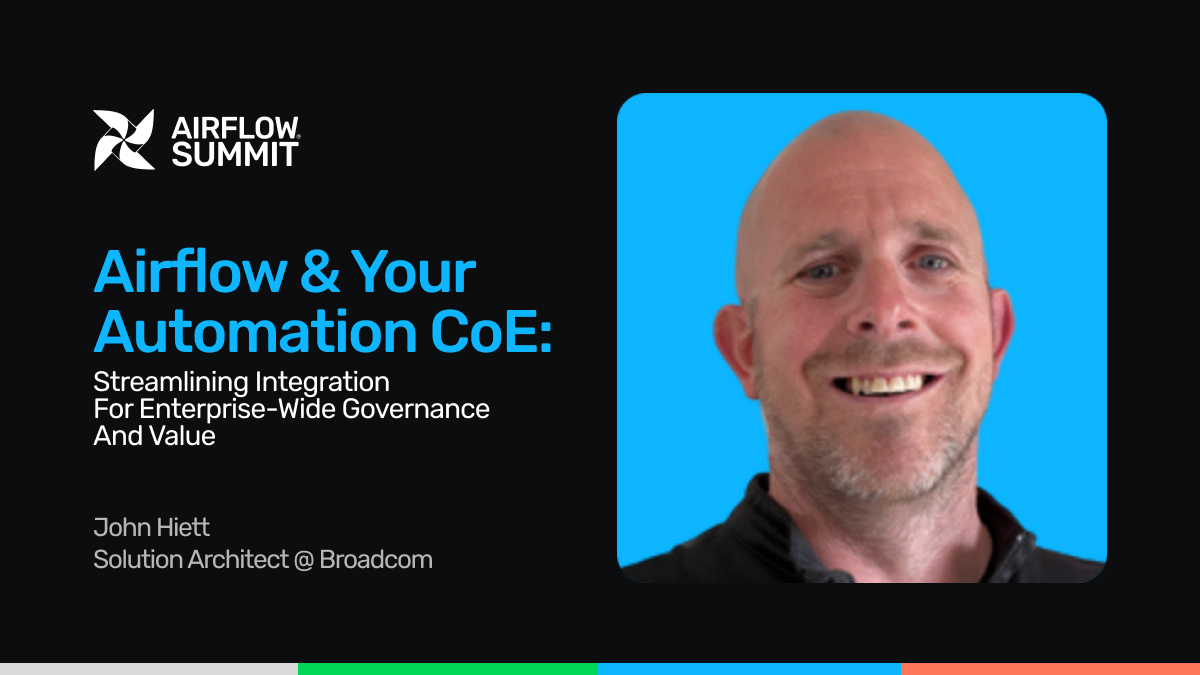 AIRFLOW®
SUMMIT
Airflow & Your
Automation CoE:
Streamlining Integration
For Enterprise-Wide Governance
And Value
John Hiett
Solution Architect @ Broadcom